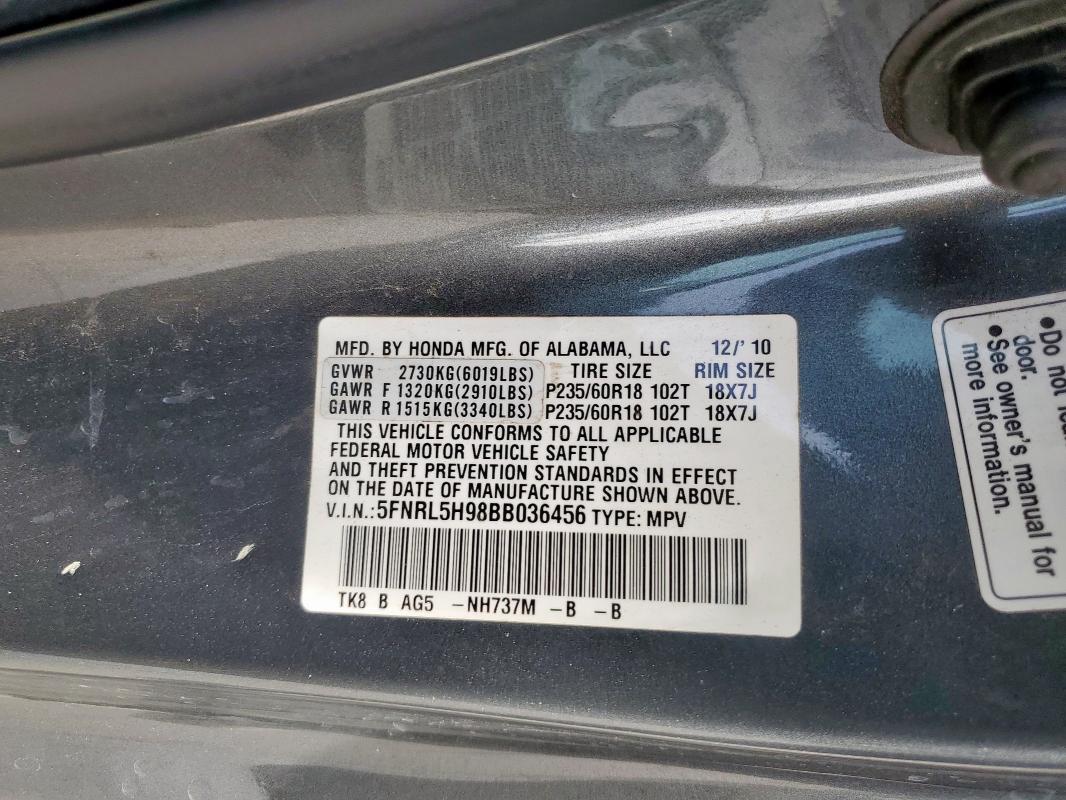 MFD. BY HONDA MFG. OF ALABAMA, LLC 12/'10
GVWR 2730KG(6019LBS) TIRE SIZE RIM SIZE
GAWR F 1320KG(2910LBS) P235/60R18 102T 18X7J
GAWR R 1515KG(3340LBS) P235/60R18 102T 18X7J
THIS VEHICLE CONFORMS TO ALL APPLICABLE
FEDERAL MOTOR VEHICLE SAFETY
AND THEFT PREVENTION STANDARDS IN EFFECT
ON THE DATE OF MANUFACTURE SHOWN ABOVE.
V.I.N.:5FNRL5H98BB036456 TYPE: MPV
TK8 B AG5 -NH737M -B -B
•Do not
door.
•See owner's manual for
more information.